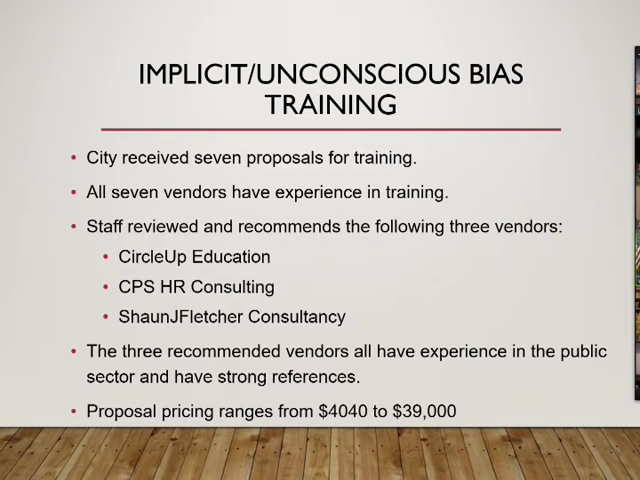 IMPLICIT/UNCONSCIOUS BIAS
TRAINING
• City received seven proposals for training.
• All seven vendors have experience in training.
• Staff reviewed and recommends the following three vendors:
• CircleUp Education
• CPS HR Consulting
• ShaunJFletcher Consultancy
• The three recommended vendors all have experience in the public
sector and have strong references.
• Proposal pricing ranges from $4040 to $39,000